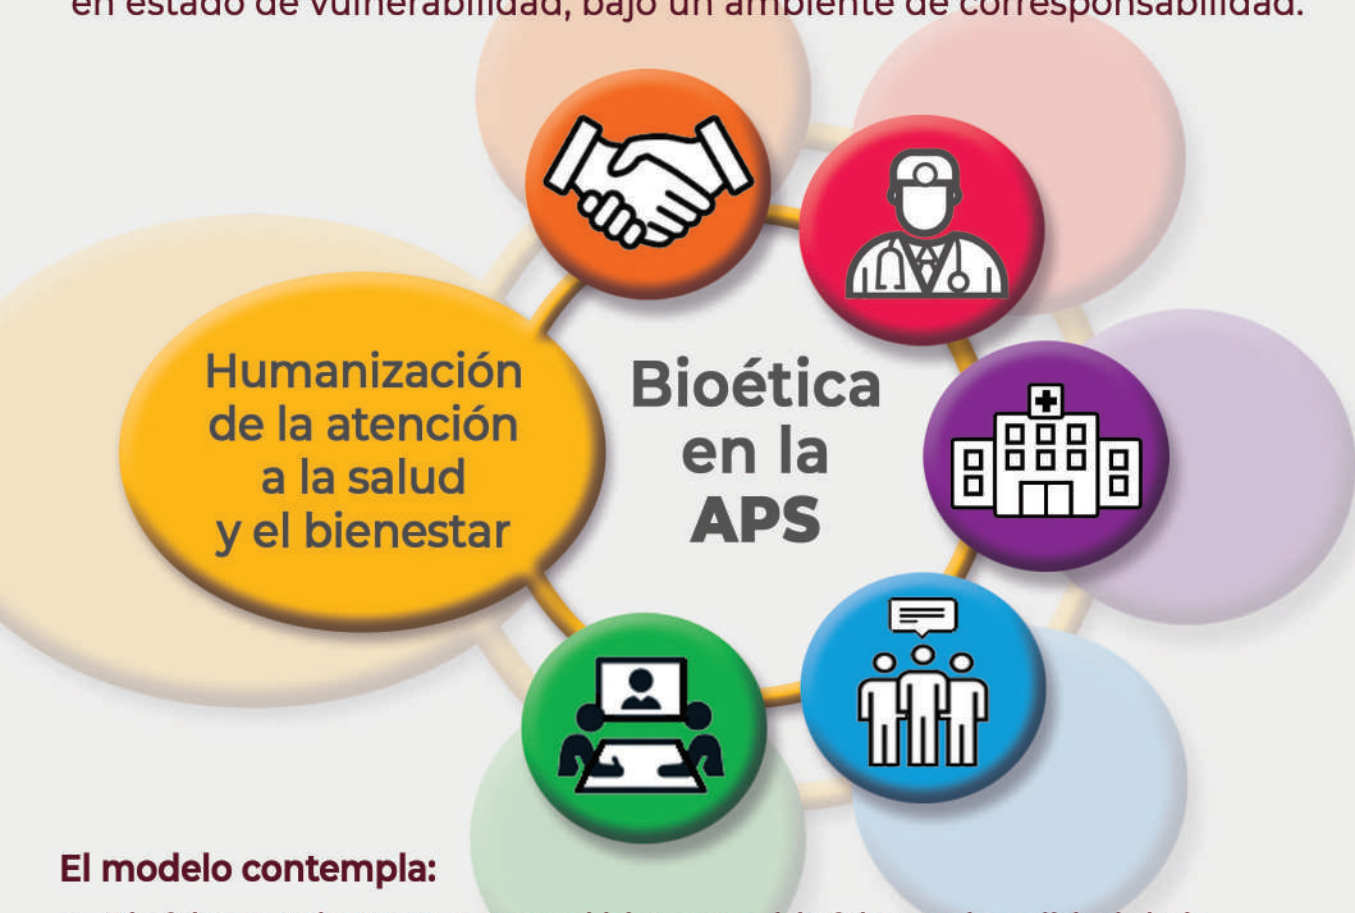 en estado de vulnerabilidad, bajo un ambiente de corresponsabilidad.
Humanización
de la atención
a la salud
y el bienestar
Bioética
en la
APS
El modelo contempla: